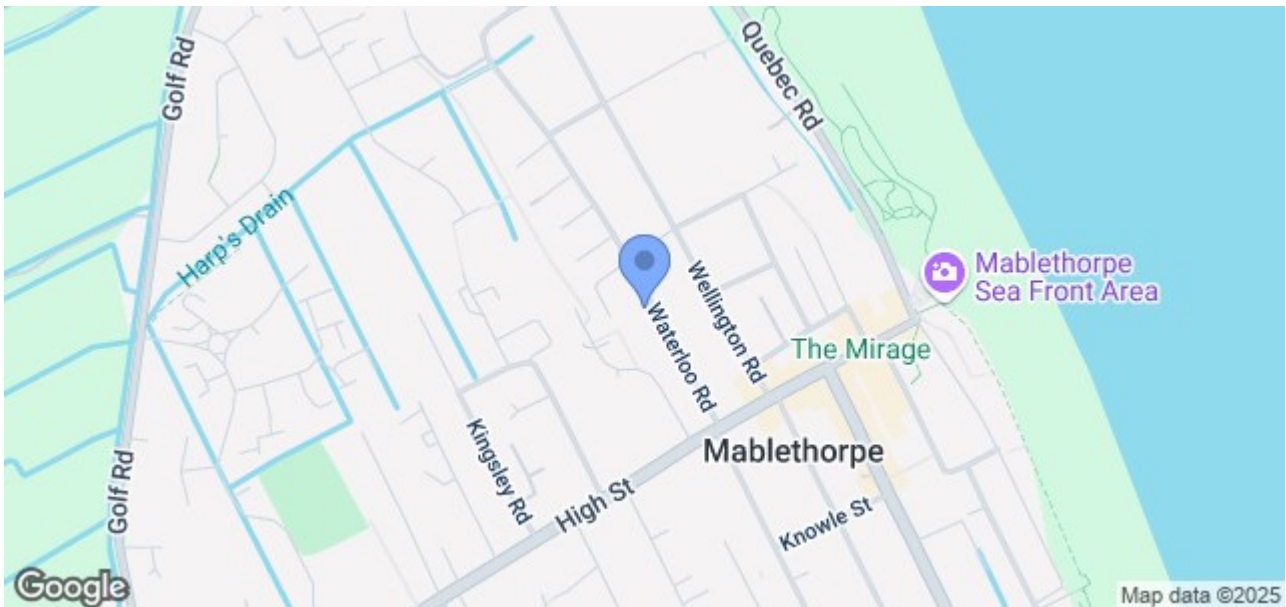 Golf Rd
Quebec Rd
Harp's Drain
Mablethorpe
Sea Front Area
Wellington Rd
Waterloo Rd
The Mirage
Kingsley Rd
High St
Mablethorpe
Golf Rd
Knowle St
Google
Map data ©2025